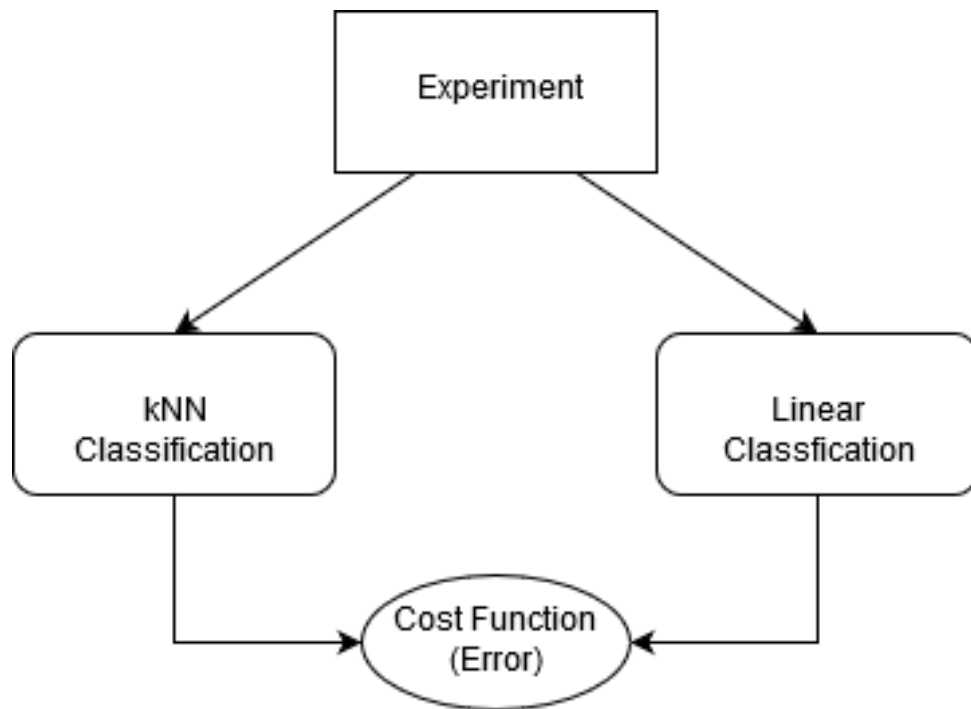 Experiment
kNN
Classification
Linear
Classfication
Cost Function
(Error)